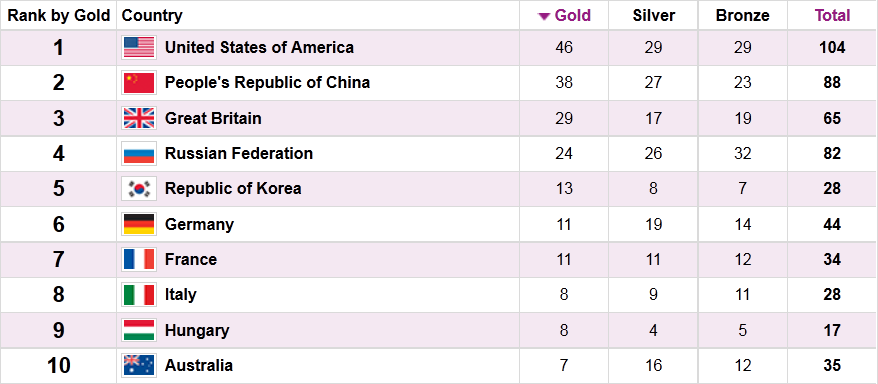 Rank by Gold Country Gold Silver Bronze Total
1 United States of America 46 29 29 104
2 People's Republic of China 38 27 23 88
3 Great Britain 29 17 19 65
4 Russian Federation 24 26 32 82
5 Republic of Korea 13 8 7 28
6 Germany 11 19 14 44
7 France 11 11 12 34
8 Italy 8 9 11 28
9 Hungary 8 4 5 17
10 Australia 7 16 12 35